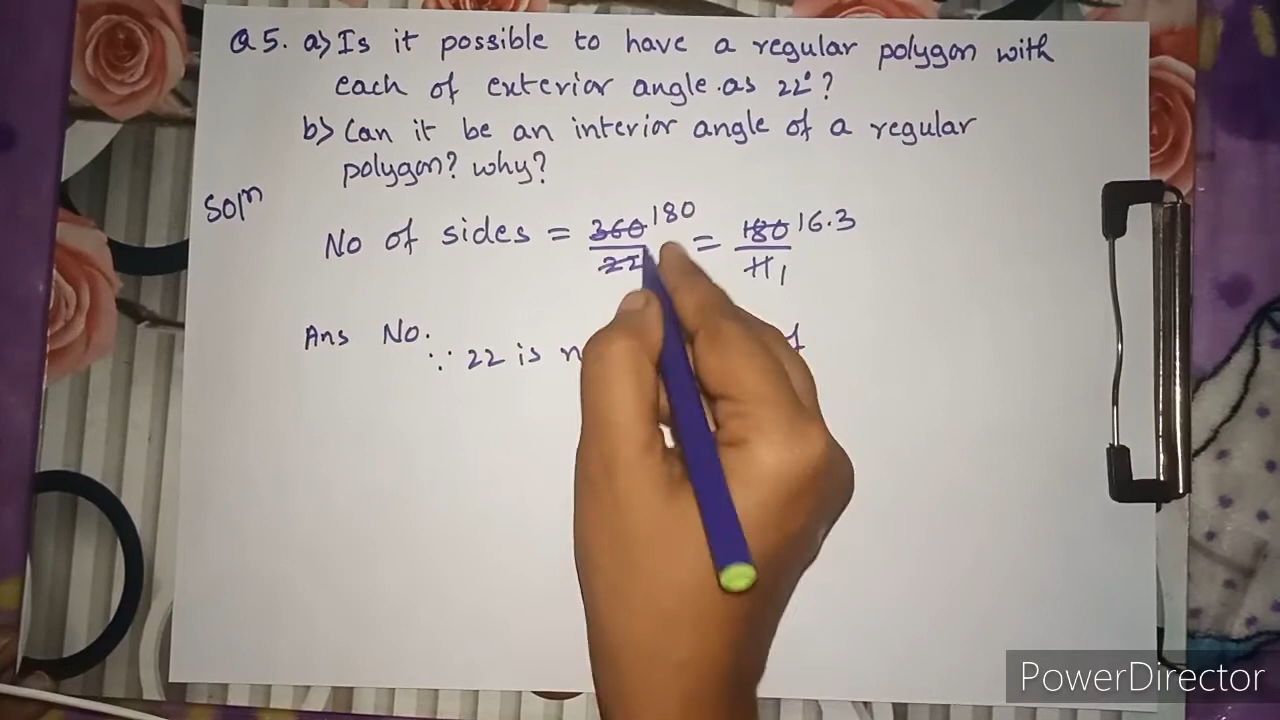 Q5. a) Is it possible to have a regular polygon with
each of exterior angle as 22°?
b) Can it be an interior angle of a regular
polygon? why?
Soln
No of sides = 360 180 = 180 16.3
22 11 1
Ans No.
∵ 22 is
PowerDirector